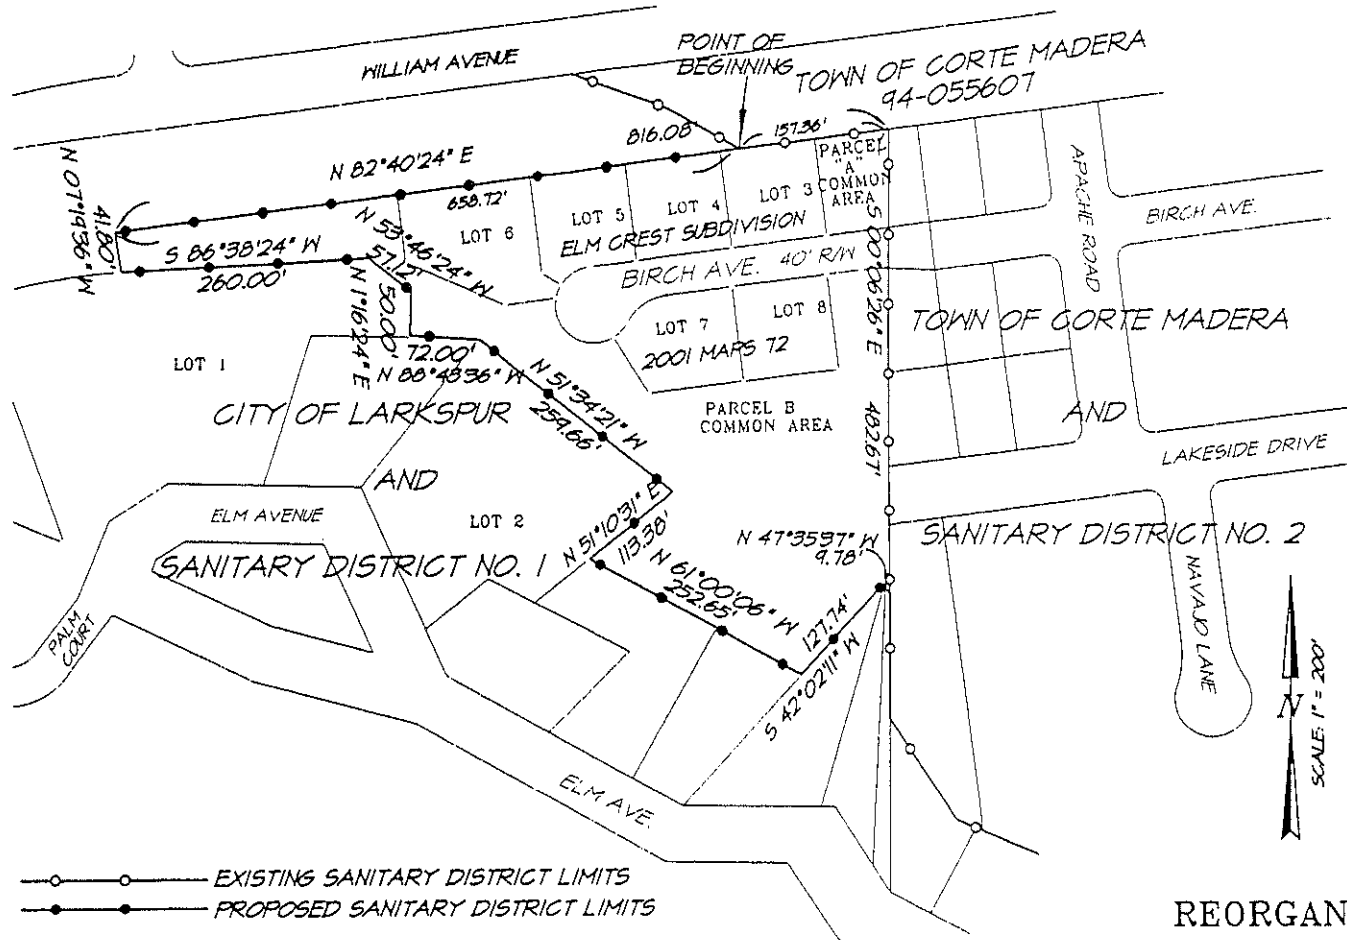 WILLIAM AVENUE
POINT OF
BEGINNING
TOWN OF CORTE MADERA
94-055607
816.08'
157.36'
N 82°40'24" E
658.72'
N 07°19'36" W
41.80'
S 86°38'24" W
260.00'
N 53°46'24" W
57.12'
N 1°16'24" E
50.00'
72.00'
N 88°48'36" W
N 51°34'21" W
259.66'
N 51°10'31" E
113.38'
N 61°00'06" W
252.65'
127.74'
S 42°02'11" W
N 47°35'37" W
9.78'
S 00°06'26" E
482.67'
PARCEL
"A"
COMMON
AREA
LOT 3
LOT 4
LOT 5
LOT 6
ELM CREST SUBDIVISION
BIRCH AVE. 40' R/W
LOT 7
LOT 8
2001 MAPS 72
PARCEL B
COMMON AREA
APACHE ROAD
BIRCH AVE.
TOWN OF CORTE MADERA
AND
LAKESIDE DRIVE
SANITARY DISTRICT NO. 2
NAVAJO LANE
LOT 1
CITY OF LARKSPUR
AND
LOT 2
ELM AVENUE
SANITARY DISTRICT NO. 1
PALM
COURT
ELM AVE.
N
SCALE: 1" = 200'
EXISTING SANITARY DISTRICT LIMITS
PROPOSED SANITARY DISTRICT LIMITS
REORGAN